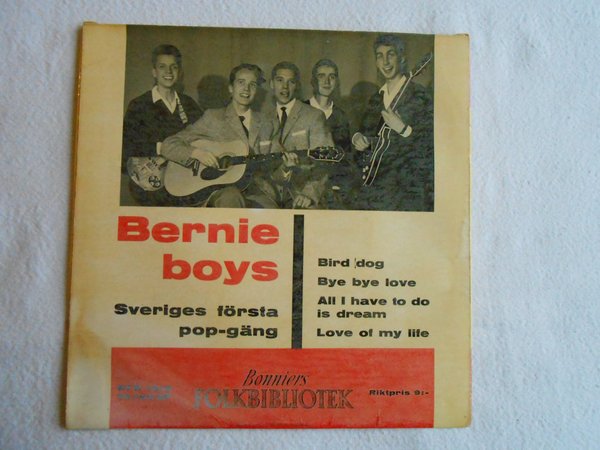 Bernie
boys
Sveriges första
pop-gäng
Bird dog
Bye bye love
All I have to do
is dream
Love of my life
Bonniers
FOLKBIBLIOTEK
Riktpris 9:-